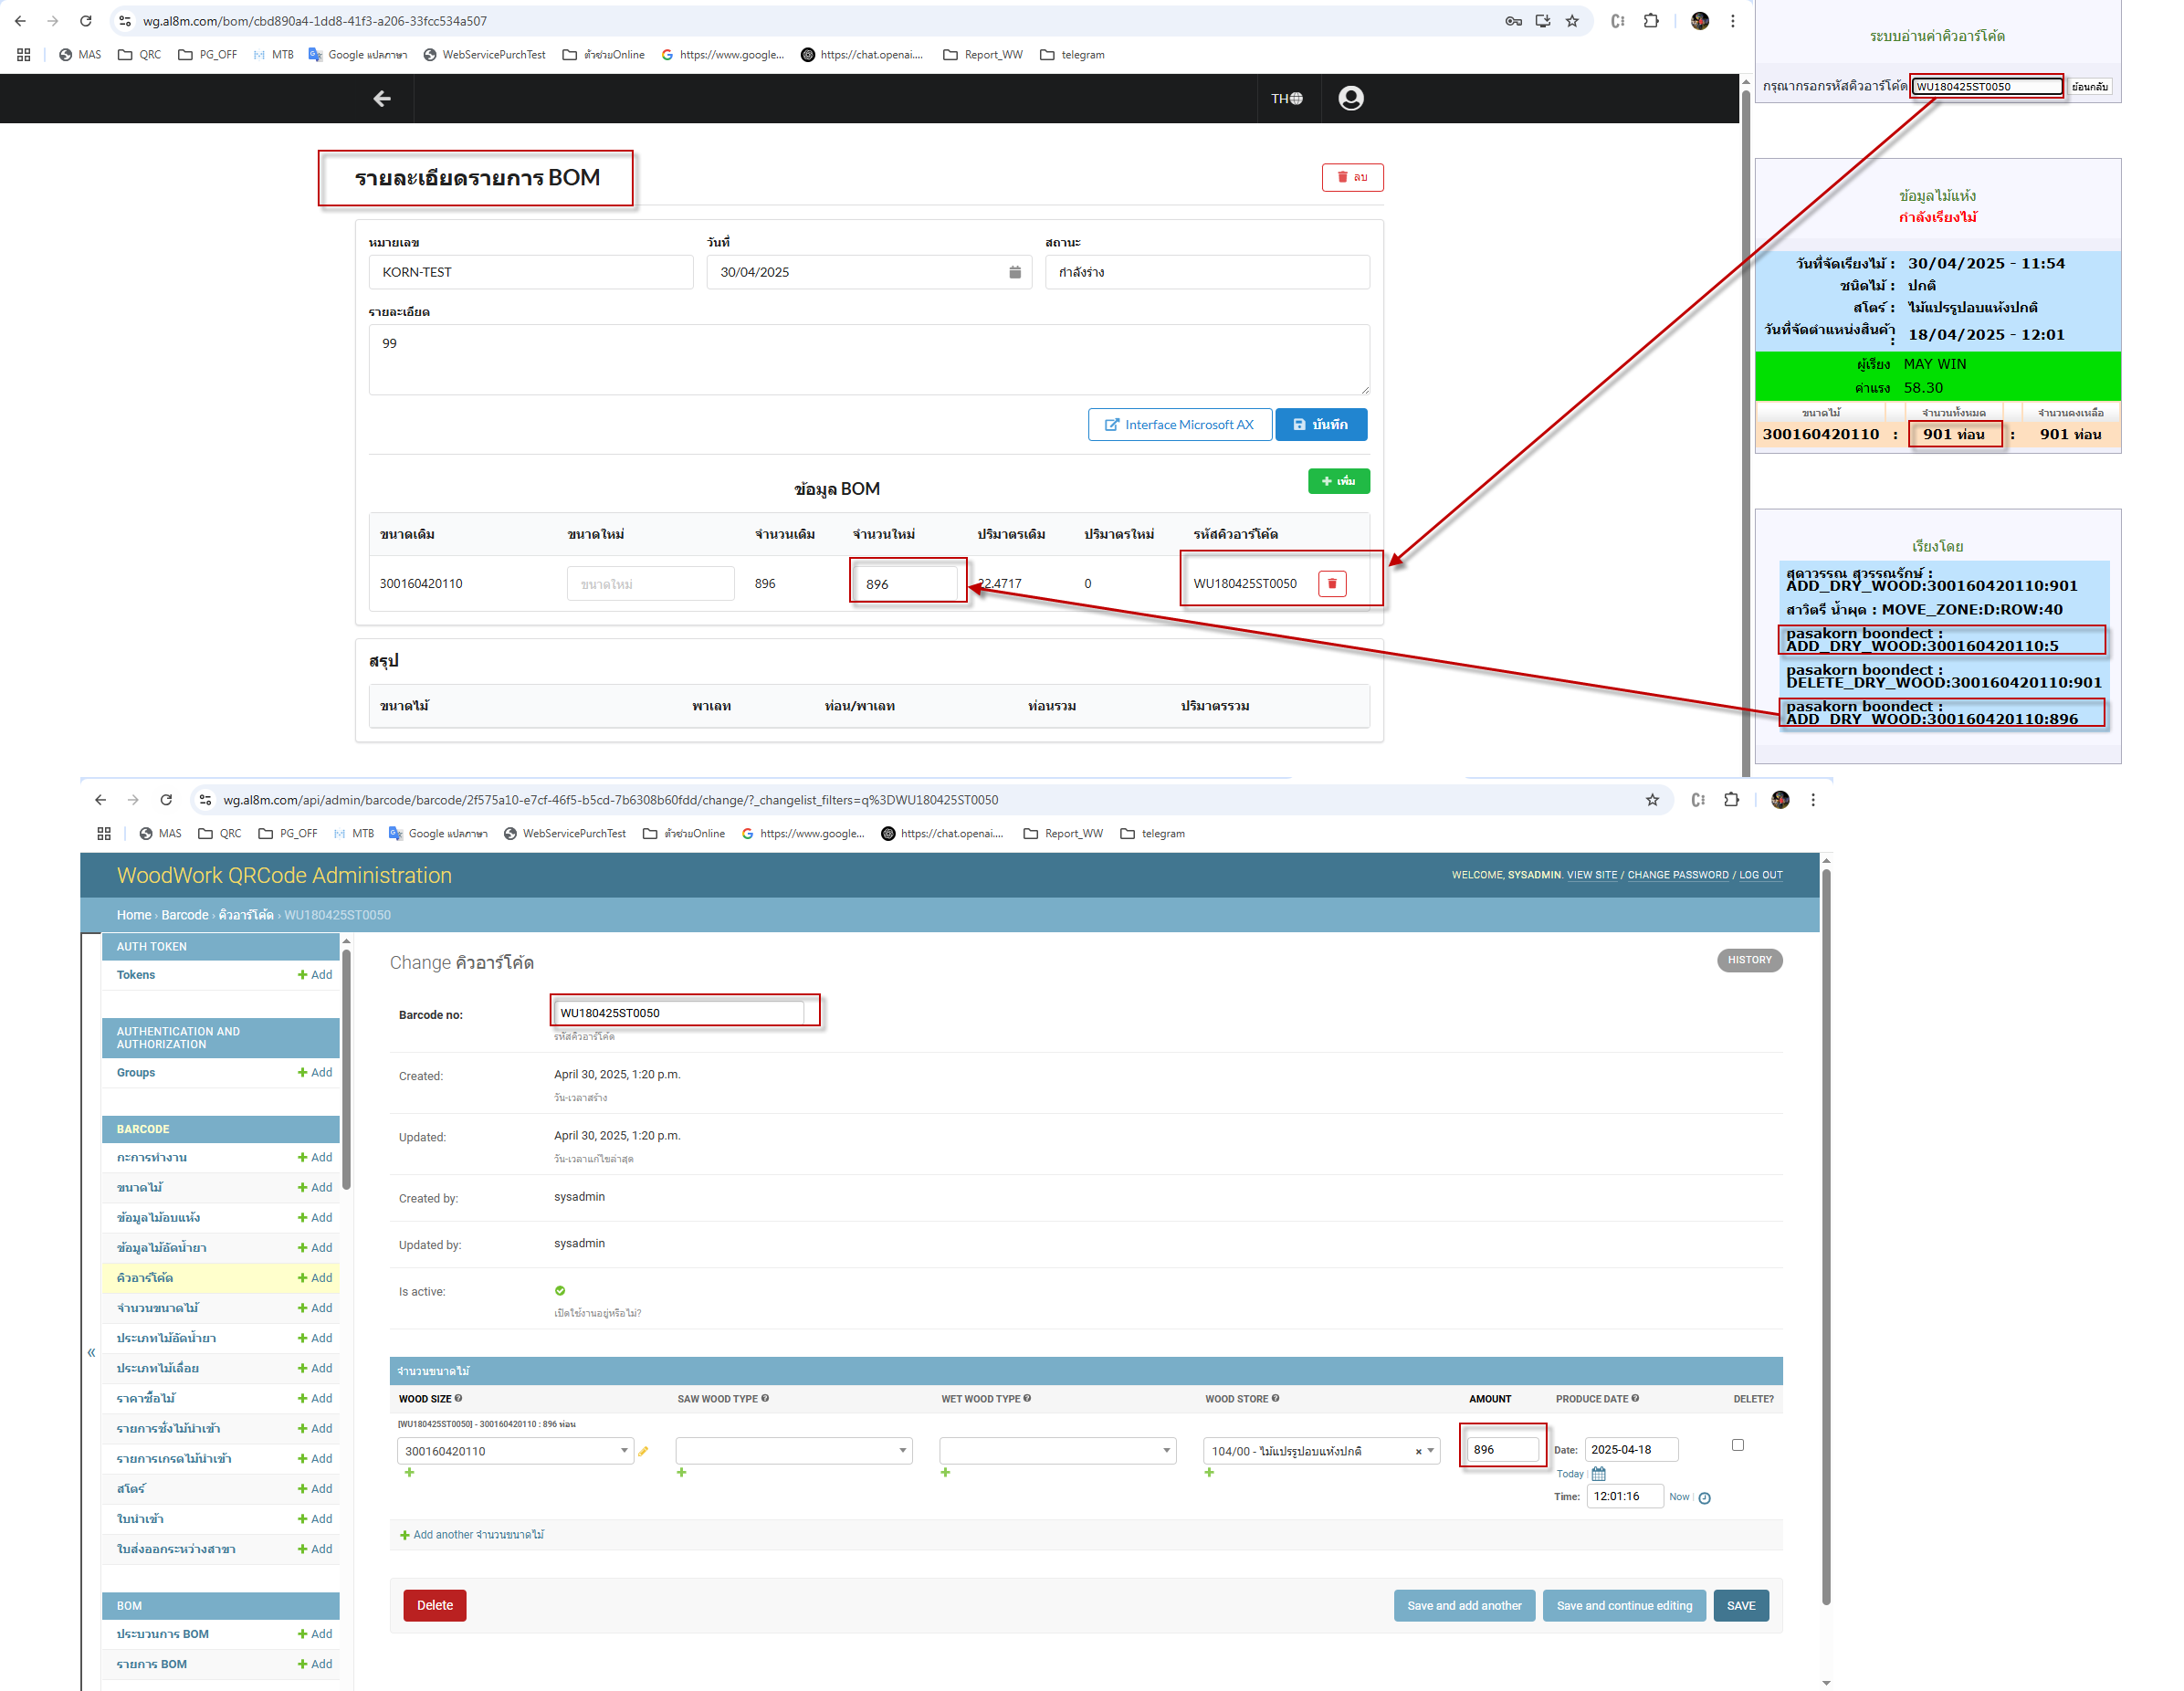 wg.al8m.com/bom/cbd890a4-1dd8-41f3-a206-33fcc534a507
MAS QRC PG_OFF MTB Google แปลภาษา WebServicePurchTest ตัวช่วยOnline https://www.google... https://chat.openai.... Report_WW telegram
TH
รายละเอียดรายการ BOM
ลบ
หมายเลข วันที่ สถานะ
KORN-TEST 30/04/2025 กำลังร่าง
รายละเอียด
99
Interface Microsoft AX บันทึก
ข้อมูล BOM
เพิ่ม
ขนาดเดิม ขนาดใหม่ จำนวนเดิม จำนวนใหม่ ปริมาตรเดิม ปริมาตรใหม่ รหัสคิวอาร์โค้ด
300160420110 ขนาดใหม่ 896 896 22.4717 0 WU180425ST0050
สรุป
ขนาดไม้ พาเลท ท่อน/พาเลท ท่อนรวม ปริมาตรรวม
ระบบอ่านค่าคิวอาร์โค้ด
กรุณากรอกรหัสคิวอาร์โค้ด WU180425ST0050 ย้อนกลับ
ข้อมูลไม้แห้ง
กำลังเรียงไม้
วันที่จัดเรียงไม้ : 30/04/2025 - 11:54
ชนิดไม้ : ปกติ
สโตร์ : ไม้แปรรูปอบแห้งปกติ
วันที่จัดตำแหน่งสินค้า : 18/04/2025 - 12:01
ผู้เรียง MAY WIN
ค่าแรง 58.30
ขนาดไม้ จำนวนทั้งหมด จำนวนคงเหลือ
300160420110 : 901 ท่อน : 901 ท่อน
เรียงโดย
สุดาวรรณ สุวรรณรักษ์ :
ADD_DRY_WOOD:300160420110:901
สาวิตรี น้ำผุด : MOVE_ZONE:D:ROW:40
pasakorn boondect :
ADD_DRY_WOOD:300160420110:5
pasakorn boondect :
DELETE_DRY_WOOD:300160420110:901
pasakorn boondect :
ADD_DRY_WOOD:300160420110:896
wg.al8m.com/api/admin/barcode/barcode/2f575a10-e7cf-46f5-b5cd-7b6308b60fdd/change/?_changelist_filters=q%3DWU180425ST0050
MAS QRC PG_OFF MTB Google แปลภาษา WebServicePurchTest ตัวช่วยOnline https://www.google... https://chat.openai.... Report_WW telegram
WoodWork QRCode Administration
WELCOME, SYSADMIN. VIEW SITE / CHANGE PASSWORD / LOG OUT
Home › Barcode › คิวอาร์โค้ด › WU180425ST0050
AUTH TOKEN
Tokens Add
AUTHENTICATION AND
AUTHORIZATION
Groups Add
BARCODE
กะการทำงาน Add
ขนาดไม้ Add
ข้อมูลไม้อบแห้ง Add
ข้อมูลไม้อัดน้ำยา Add
คิวอาร์โค้ด Add
จำนวนขนาดไม้ Add
ประเภทไม้อัดน้ำยา Add
ประเภทไม้เลื่อย Add
ราคาซื้อไม้ Add
รายการชั่งไม้นำเข้า Add
รายการเกรดไม้นำเข้า Add
สโตร์ Add
ใบนำเข้า Add
ใบส่งออกระหว่างสาขา Add
BOM
ประบวนการ BOM Add
รายการ BOM Add
«
Change คิวอาร์โค้ด
HISTORY
Barcode no: WU180425ST0050
รหัสคิวอาร์โค้ด
Created: April 30, 2025, 1:20 p.m.
วัน-เวลาสร้าง
Updated: April 30, 2025, 1:20 p.m.
วัน-เวลาแก้ไขล่าสุด
Created by: sysadmin
Updated by: sysadmin
Is active:
เปิดใช้งานอยู่หรือไม่?
จำนวนขนาดไม้
WOOD SIZE SAW WOOD TYPE WET WOOD TYPE WOOD STORE AMOUNT PRODUCE DATE DELETE?
[WU180425ST0050] - 300160420110 : 896 ท่อน
300160420110 104/00 - ไม้แปรรูปอบแห้งปกติ 896 Date: 2025-04-18
Today
Time: 12:01:16 Now
Add another จำนวนขนาดไม้
Delete Save and add another Save and continue editing SAVE